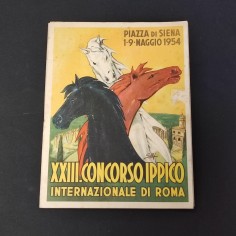 PIAZZA DI SIENA
1-9-MAGGIO 1954
XXIII.CONCORSO IPPICO
INTERNAZIONALE DI ROMA